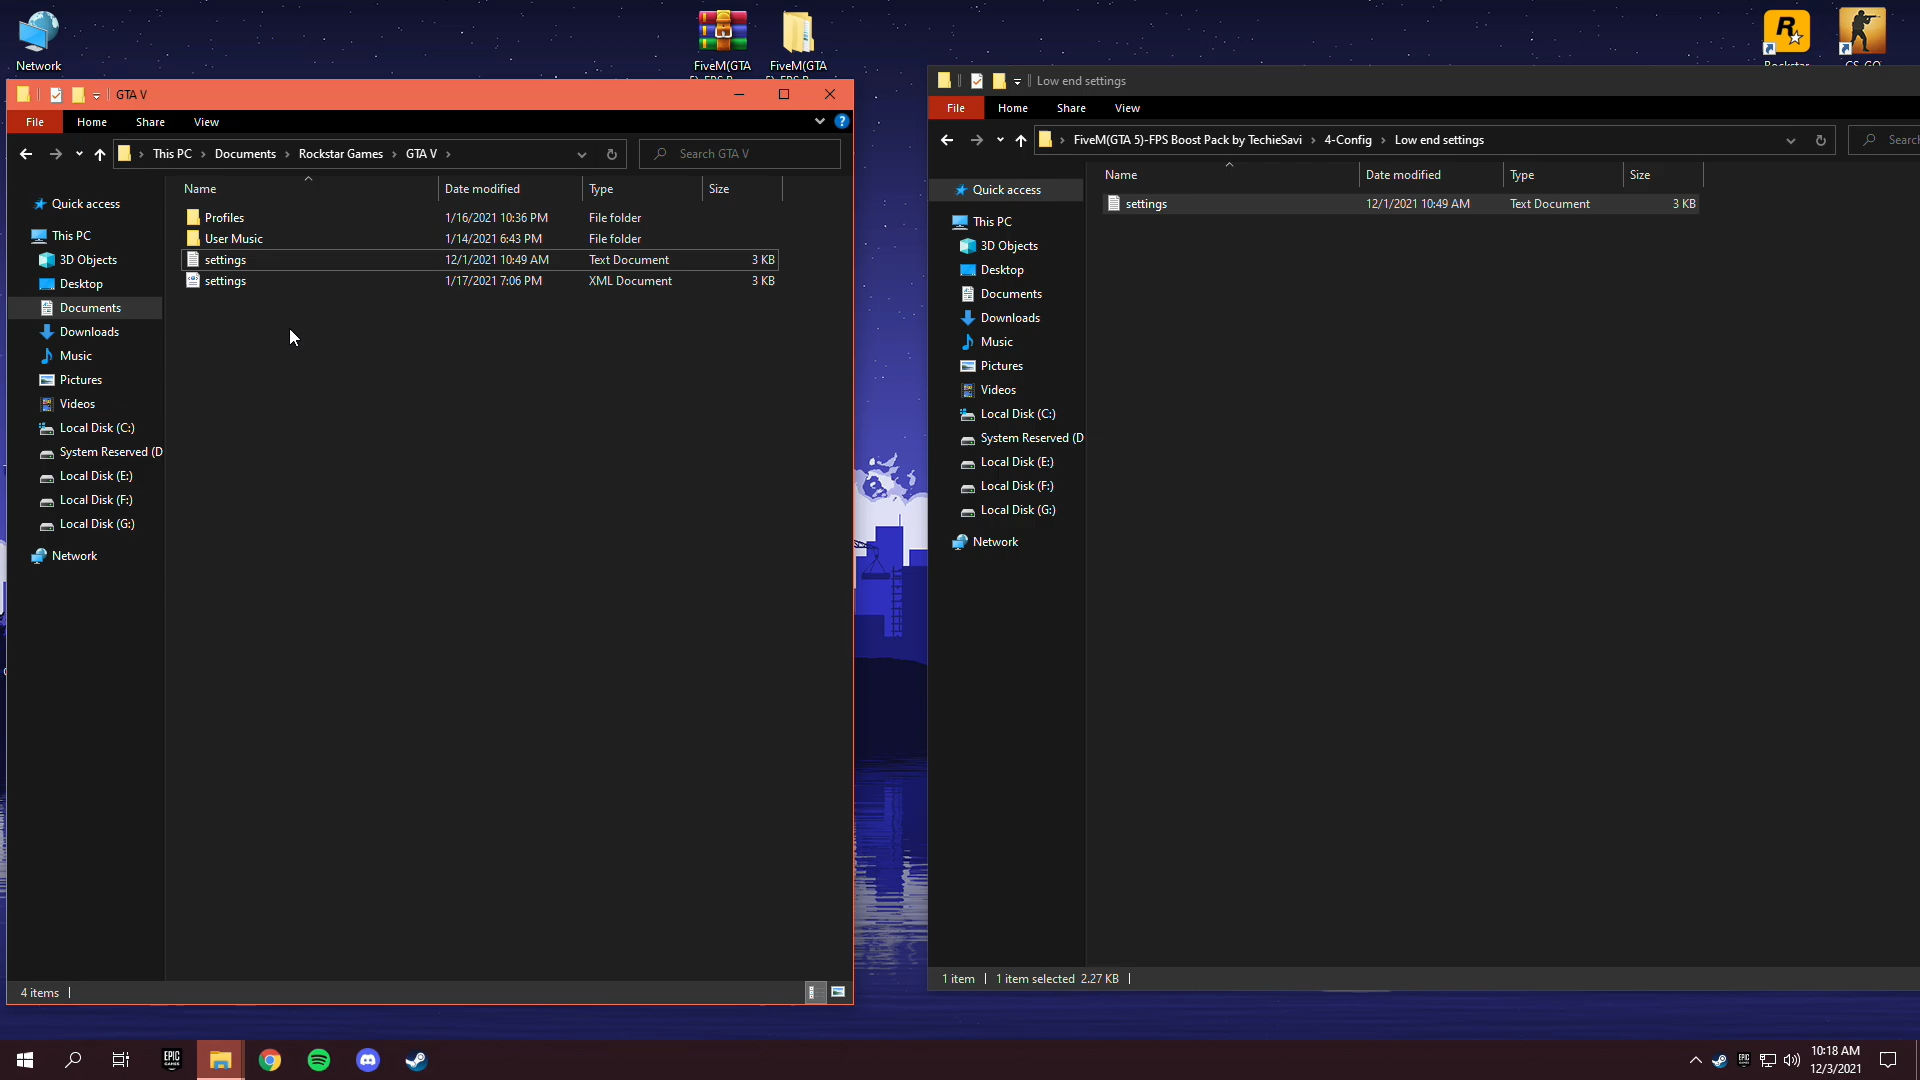 Network
FiveM(GTA
FiveM(GTA
GTA V
File Home Share View
This PC > Documents > Rockstar Games > GTA V >
Search GTA V
Name Date modified Type Size
Profiles 1/16/2021 10:36 PM File folder
User Music 1/14/2021 6:43 PM File folder
settings 12/1/2021 10:49 AM Text Document 3 KB
settings 1/17/2021 7:06 PM XML Document 3 KB
Quick access
This PC
3D Objects
Desktop
Documents
Downloads
Music
Pictures
Videos
Local Disk (C:)
System Reserved (D
Local Disk (E:)
Local Disk (F:)
Local Disk (G:)
Network
4 items
Low end settings
File Home Share View
FiveM(GTA 5)-FPS Boost Pack by TechieSavi > 4-Config > Low end settings
Searc
Name Date modified Type Size
settings 12/1/2021 10:49 AM Text Document 3 KB
Quick access
This PC
3D Objects
Desktop
Documents
Downloads
Music
Pictures
Videos
Local Disk (C:)
System Reserved (D
Local Disk (E:)
Local Disk (F:)
Local Disk (G:)
Network
1 item 1 item selected 2.27 KB
EPIC
GAMES
10:18 AM
12/3/2021